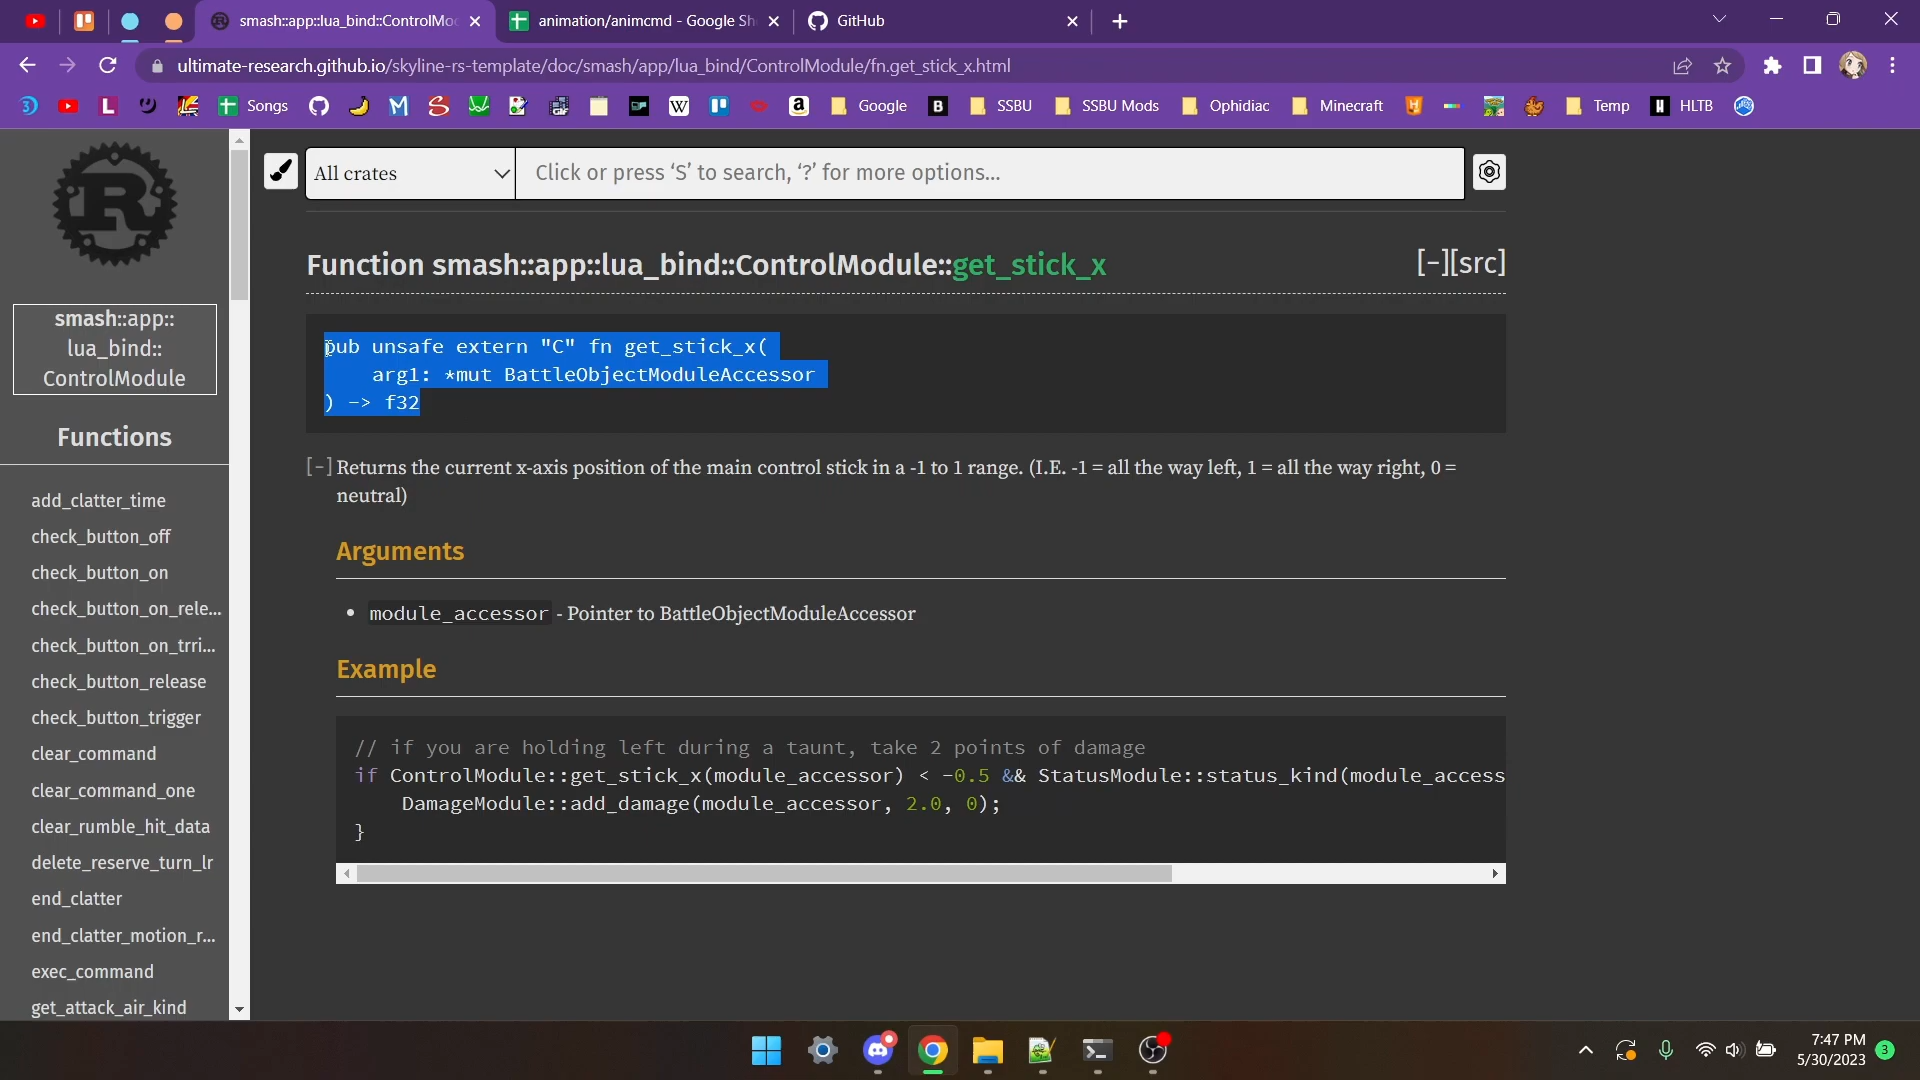 smash::app::lua_bind::ControlMo
animation/animcmd - Google Sh
GitHub
ultimate-research.github.io/skyline-rs-template/doc/smash/app/lua_bind/ControlModule/fn.get_stick_x.html
Songs
Google
SSBU
SSBU Mods
Ophidiac
Minecraft
Temp
HLTB
All crates
Click or press ‘S’ to search, ‘?’ for more options…
smash::app::
lua_bind::
ControlModule
Functions
add_clatter_time
check_button_off
check_button_on
check_button_on_rele...
check_button_on_trri...
check_button_release
check_button_trigger
clear_command
clear_command_one
clear_rumble_hit_data
delete_reserve_turn_lr
end_clatter
end_clatter_motion_r...
exec_command
get_attack_air_kind
Function smash::app::lua_bind::ControlModule::get_stick_x
[−][src]
pub unsafe extern "C" fn get_stick_x(
arg1: *mut BattleObjectModuleAccessor
) -> f32
[−] Returns the current x-axis position of the main control stick in a -1 to 1 range. (I.E. -1 = all the way left, 1 = all the way right, 0 =
neutral)
Arguments
• module_accessor - Pointer to BattleObjectModuleAccessor
Example
// if you are holding left during a taunt, take 2 points of damage
if ControlModule::get_stick_x(module_accessor) < -0.5 && StatusModule::status_kind(module_access
DamageModule::add_damage(module_accessor, 2.0, 0);
}
7:47 PM
5/30/2023
3